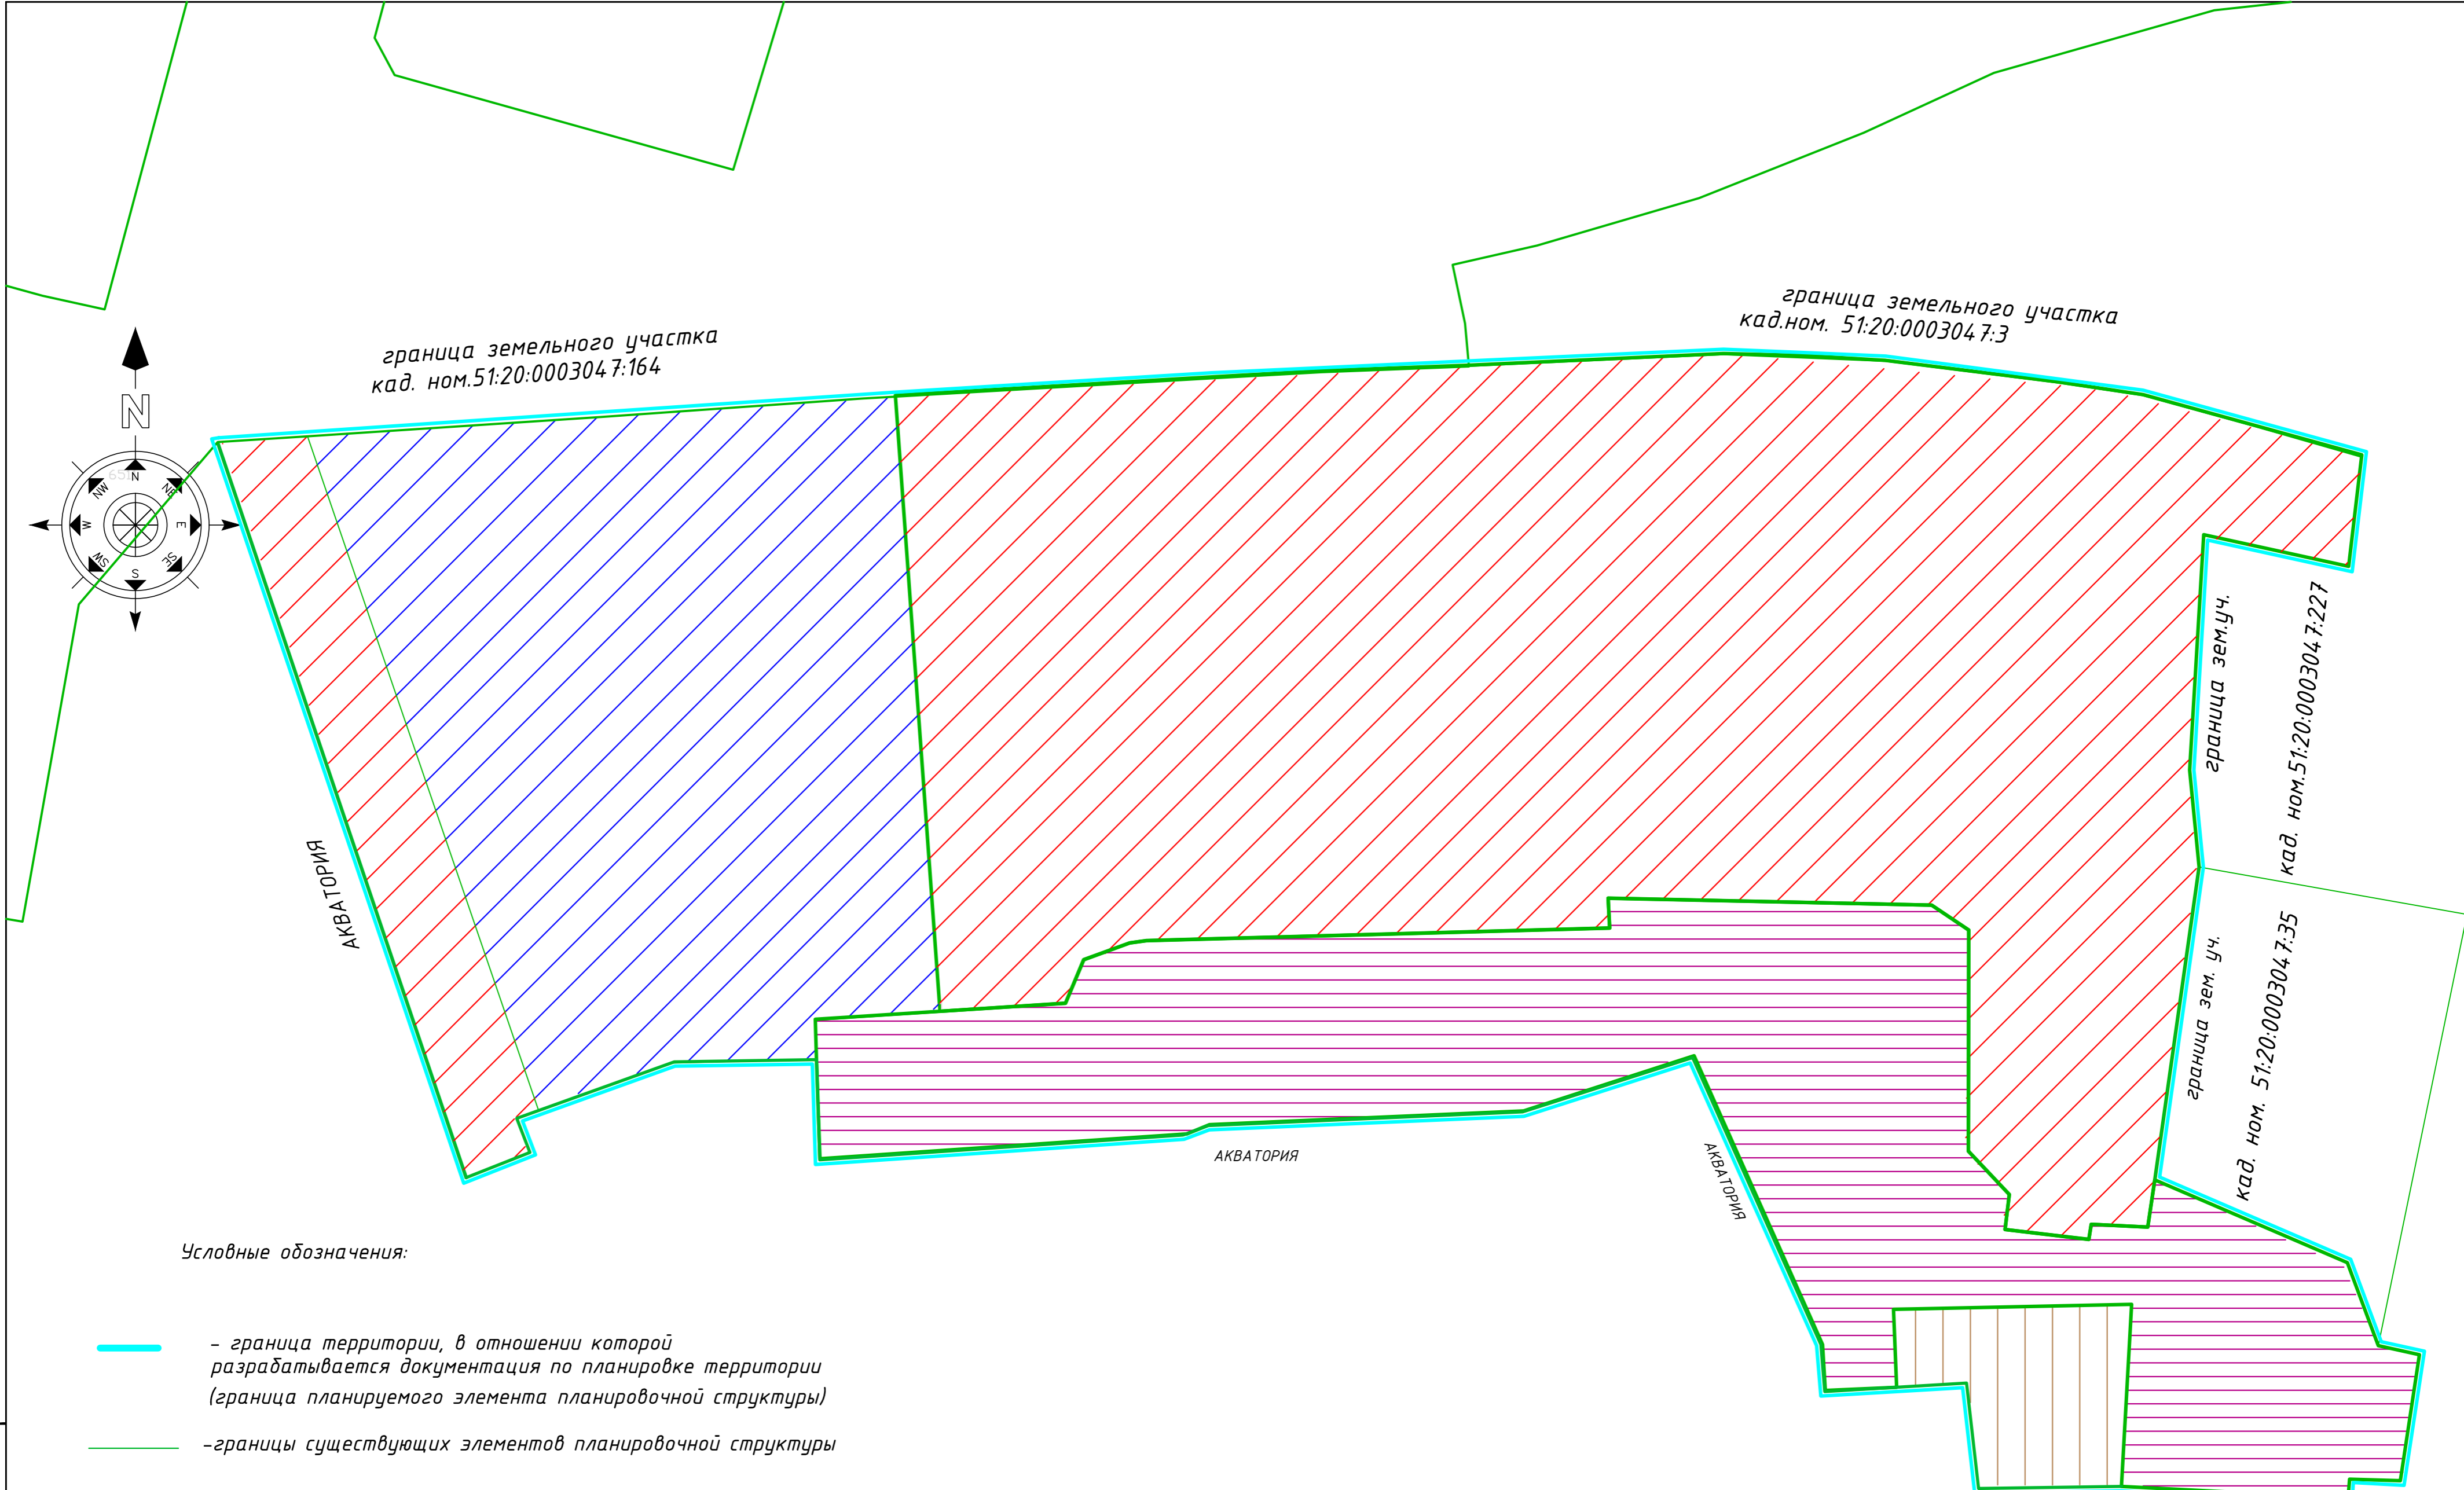 граница земельного участка
кад.ном. 51:20:0003047:3
граница земельного участка
кад. ном.51:20:0003047:164
N
N
NE
E
SE
S
SW
W
NW
граница зем.уч.
кад. ном.51:20:0003047:227
АКВАТОРИЯ
граница зем. уч.
кад. ном. 51:20:0003047:35
АКВАТОРИЯ
АКВАТОРИЯ
Условные обозначения:
- граница территории, в отношении которой
разрабатывается документация по планировке территории
(граница планируемого элемента планировочной структуры)
-границы существующих элементов планировочной структуры